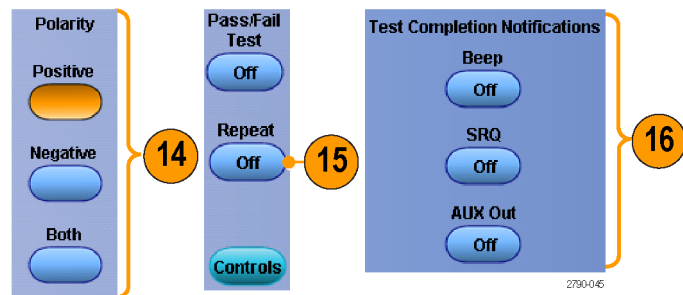 Polarity
Positive
Negative
Both
14
Pass/Fail
Test
Off
Repeat
Off
15
Controls
Test Completion Notifications
Beep
Off
SRQ
Off
AUX Out
Off
16
2790-045